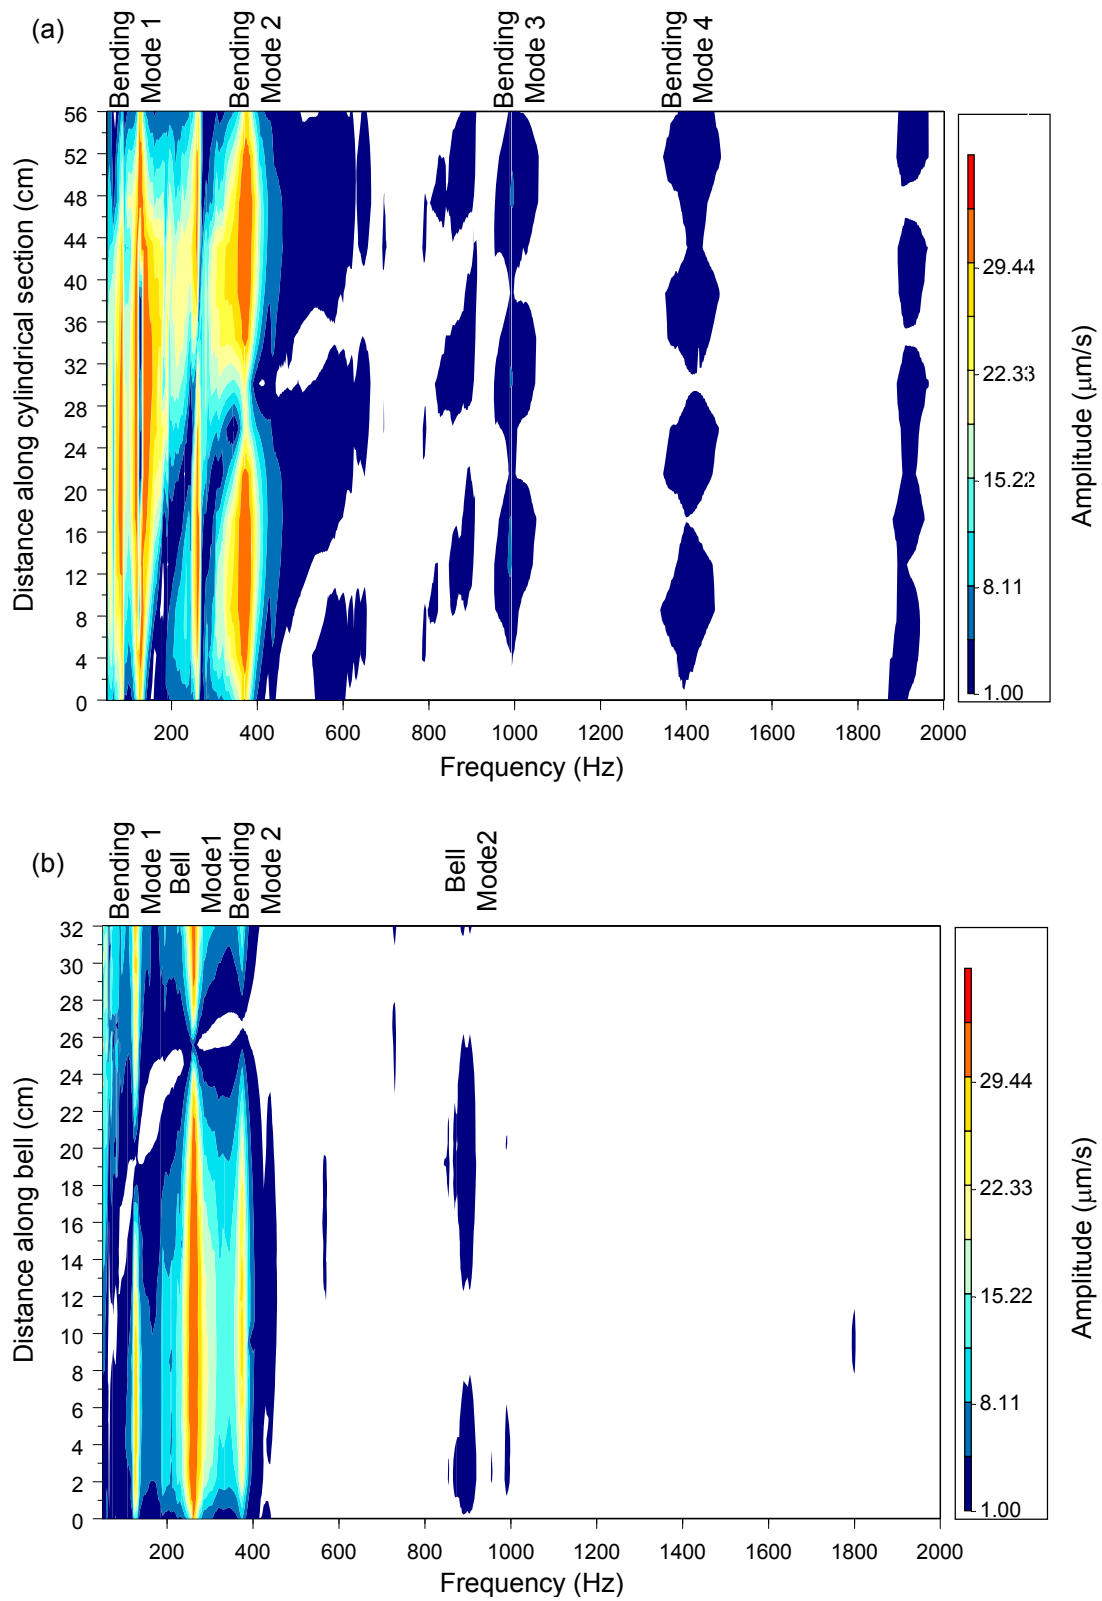 (a)
Bending
Mode 1
Bending
Mode 2
Bending
Mode 3
Bending
Mode 4
Distance along cylindrical section (cm)
56
52
48
44
40
36
32
28
24
20
16
12
8
4
0
200
400
600
800
1000
1200
1400
1600
1800
2000
Frequency (Hz)
29.44
22.33
15.22
8.11
1.00
Amplitude (μm/s)
(b)
Bending
Mode 1
Bell
Mode1
Bending
Mode 2
Bell
Mode2
Distance along bell (cm)
32
30
28
26
24
22
20
18
16
14
12
10
8
6
4
2
0
200
400
600
800
1000
1200
1400
1600
1800
2000
Frequency (Hz)
29.44
22.33
15.22
8.11
1.00
Amplitude (μm/s)